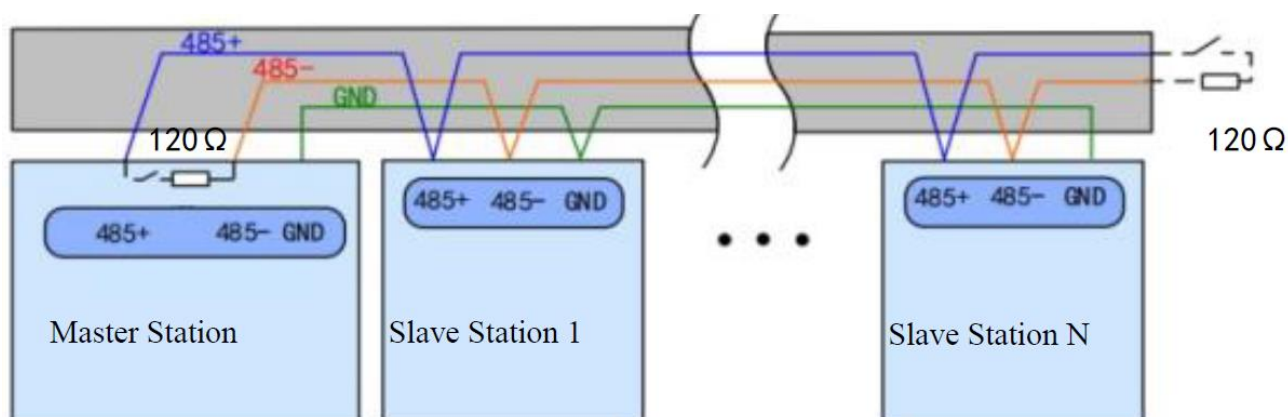 485+
485-
GND
120Ω
120Ω
485+ 485- GND
485+ 485- GND
485+ 485- GND
Master Station
Slave Station 1
Slave Station N